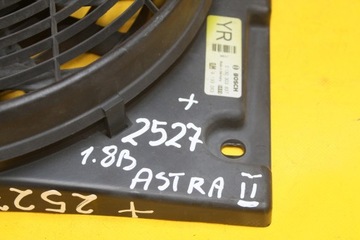 YR
BOSCH
+
2527
1.8B
ASTRA II
+ 252